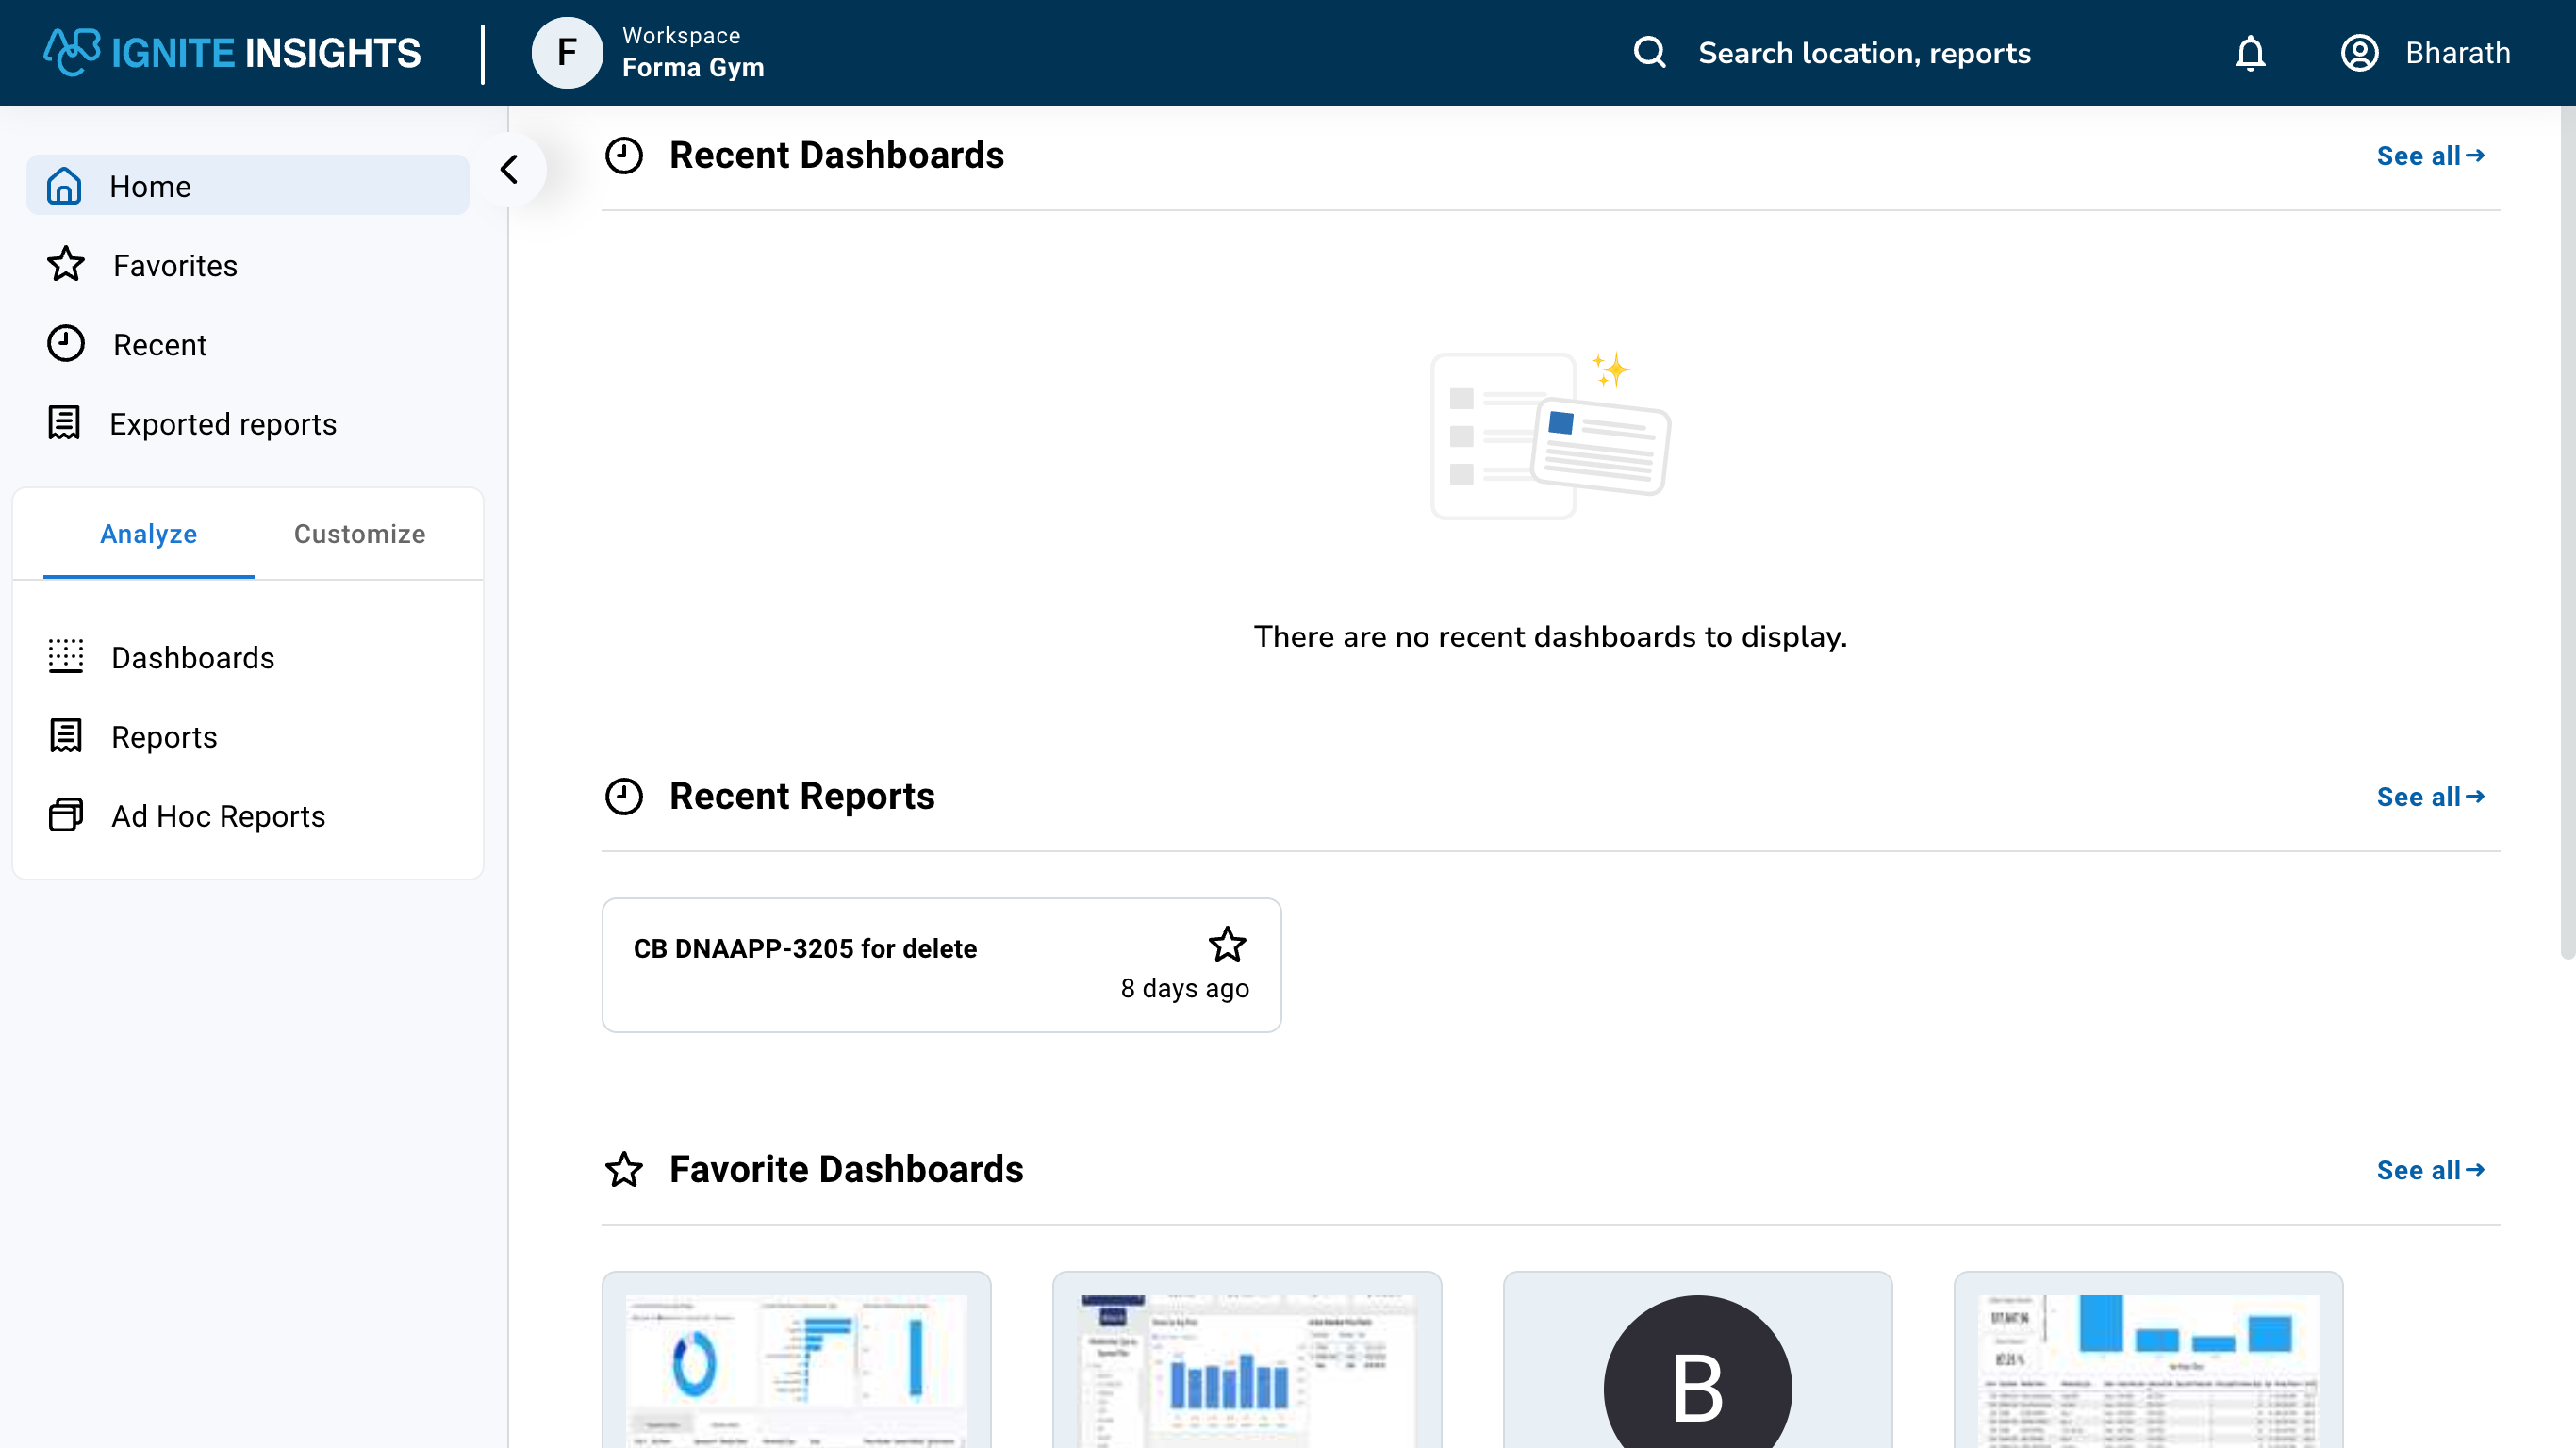 ABC IGNITE INSIGHTS
F
Workspace
Forma Gym
Search location, reports
Bharath
Home
Favorites
Recent
Exported reports
Analyze
Customize
Dashboards
Reports
Ad Hoc Reports
Recent Dashboards
See all→
There are no recent dashboards to display.
Recent Reports
See all→
CB DNAAPP-3205 for delete
8 days ago
Favorite Dashboards
See all→
B